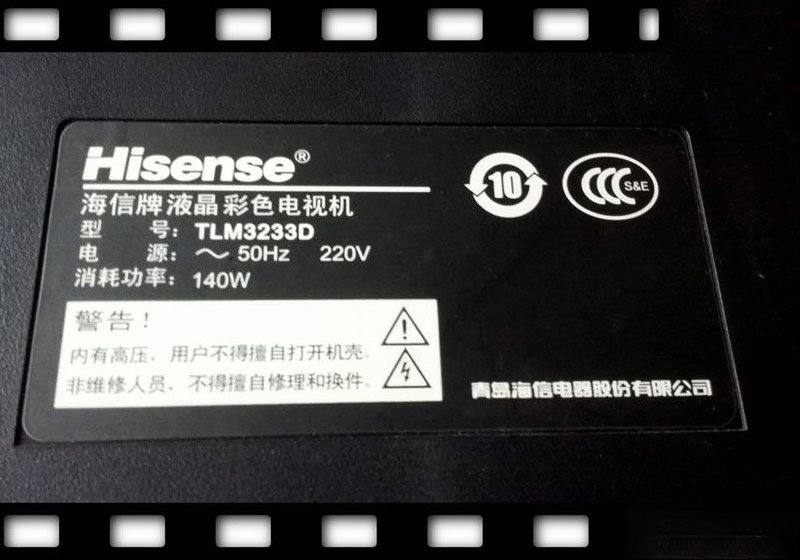 Hisense®
海信牌液晶彩色电视机
型 号：TLM3233D
电 源：～ 50Hz 220V
消耗功率：140W
10
CCC S&E
警告！
内有高压，用户不得擅自打开机壳。
非维修人员，不得擅自修理和换件。
青岛海信电器股份有限公司